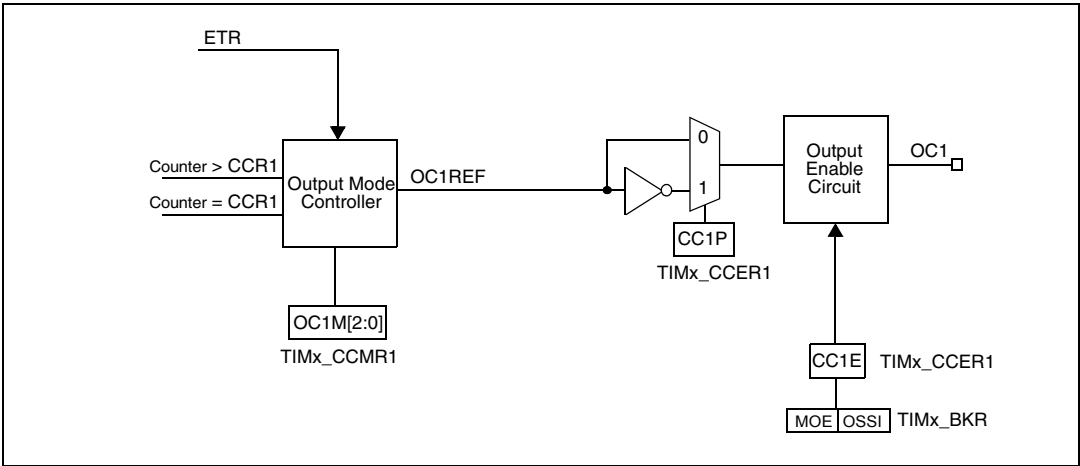 ETR
Counter > CCR1
Counter = CCR1
Output Mode
Controller
OC1REF
OC1M[2:0]
TIMx_CCMR1
0
1
CC1P
TIMx_CCER1
Output
Enable
Circuit
OC1
CC1E
TIMx_CCER1
MOE OSSI
TIMx_BKR